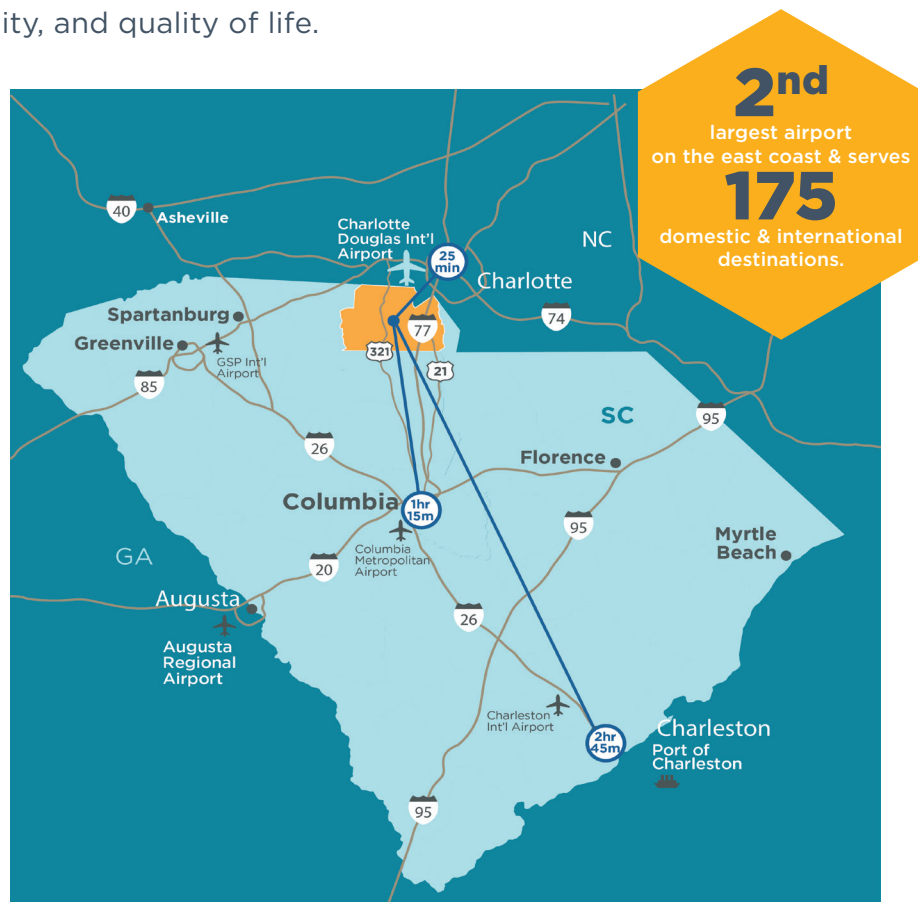 ity, and quality of life.
2nd
largest airport
on the east coast & serves
175
domestic & international
destinations.
40
Asheville
Charlotte
Douglas Int'l
Airport
25
min
NC
Charlotte
Spartanburg
Greenville
GSP Int'l
Airport
77
74
321
21
85
SC
95
26
Florence
Columbia
1hr
15m
95
Columbia
Metropolitan
Airport
Myrtle
Beach
GA
20
Augusta
26
Augusta
Regional
Airport
Charleston
Int'l Airport
2hr
45m
Charleston
Port of
Charleston
95